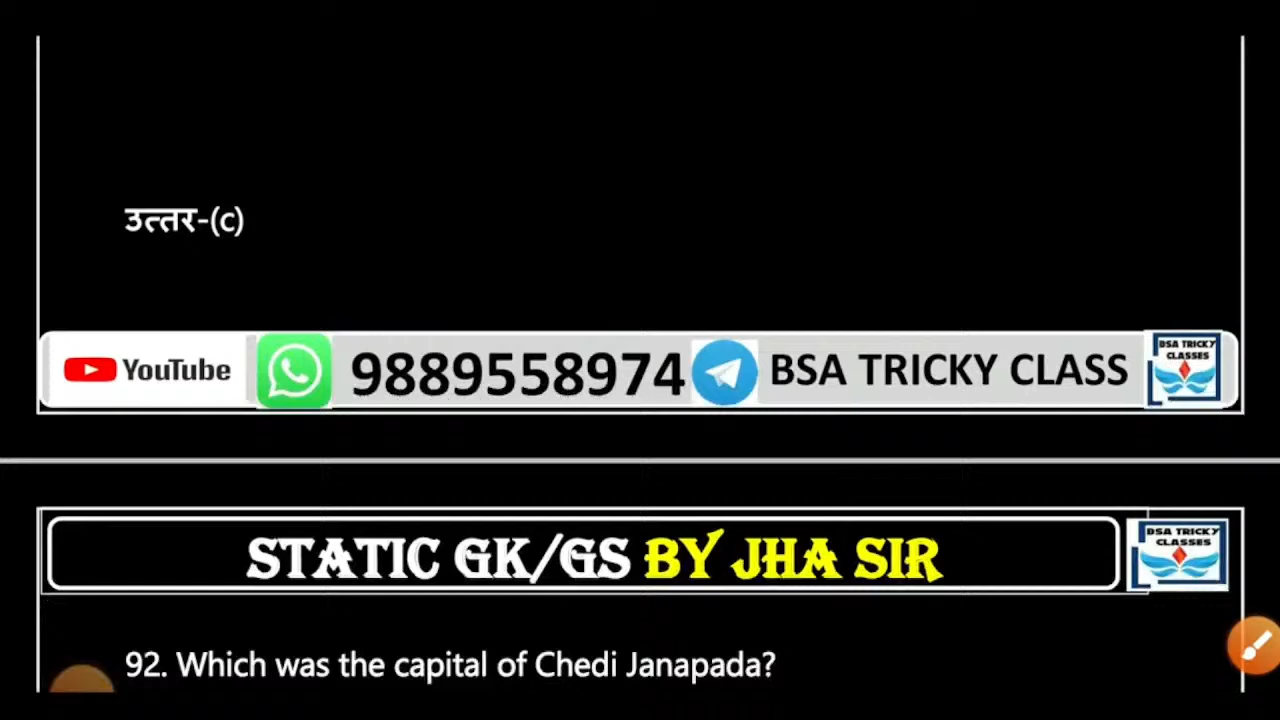 उत्तर-(c)
YouTube 9889558974 BSA TRICKY CLASS BSA TRICKY CLASSES
STATIC GK/GS BY JHA SIR BSA TRICKY CLASSES
92. Which was the capital of Chedi Janapada?